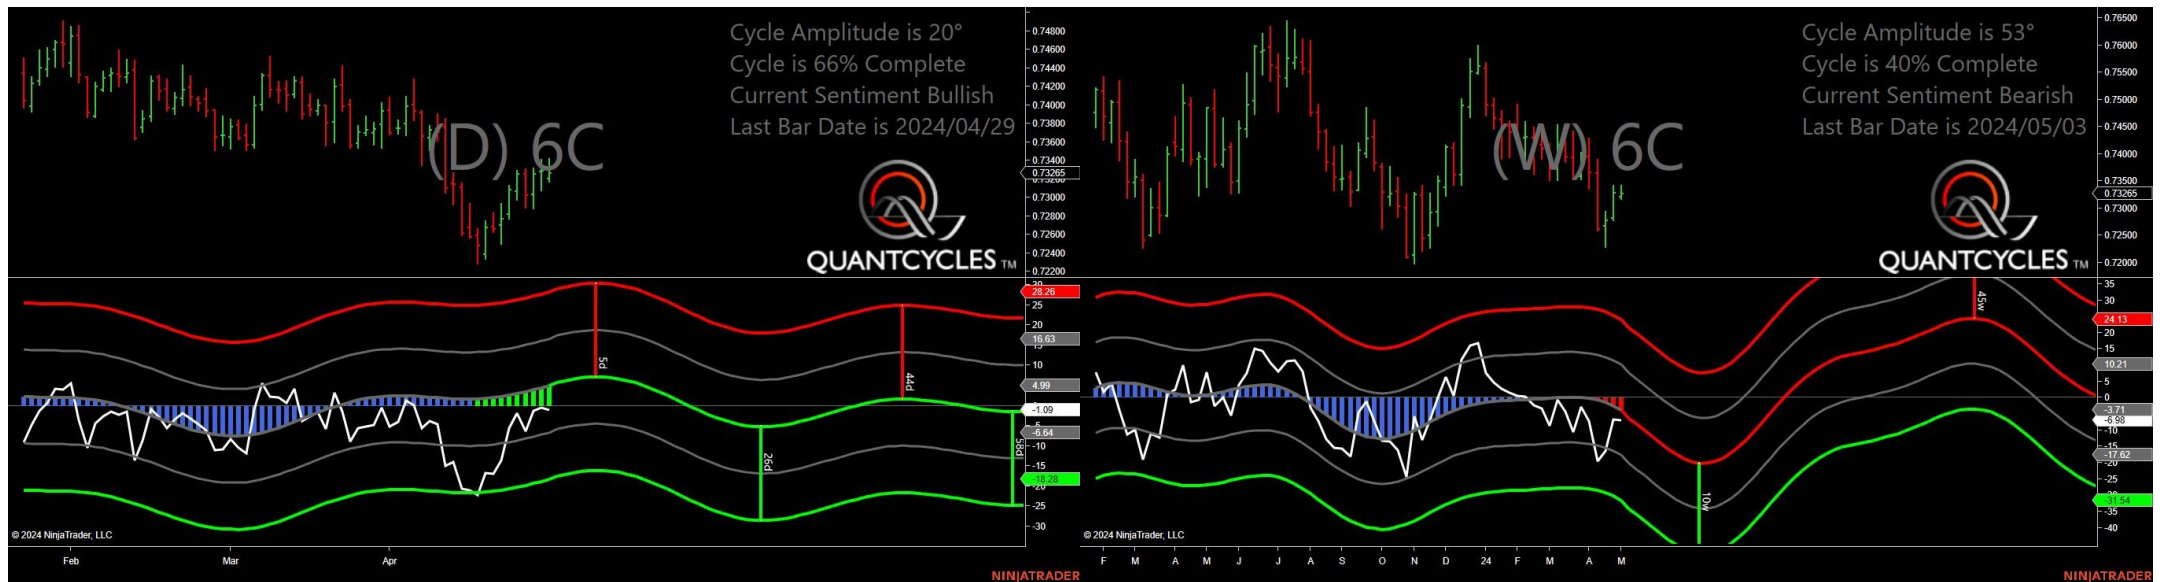 Cycle Amplitude is 20°
Cycle is 66% Complete
Current Sentiment Bullish
Last Bar Date is 2024/04/29
(D) 6C
QUANTCYCLES TM
0.74800
0.74600
0.74400
0.74200
0.74000
0.73800
0.73600
0.73400
0.73265
0.73000
0.72800
0.72600
0.72400
0.72200
28.26
25
20
16.63
10
4.99
-1.09
-6.64
-10
-15
-18.28
-20
-25
-30
5d
26d
44d
58d
© 2024 NinjaTrader, LLC
Feb Mar Apr
NINJATRADER
Cycle Amplitude is 53°
Cycle is 40% Complete
Current Sentiment Bearish
Last Bar Date is 2024/05/03
(W) 6C
QUANTCYCLES TM
0.76500
0.76000
0.75500
0.75000
0.74500
0.74000
0.73500
0.73265
0.73000
0.72500
0.72000
35
30
24.13
20
15
10.21
5
0
-3.71
-6.98
-10
-15
-17.62
-20
-25
-31.54
-35
-40
10w
45w
© 2024 NinjaTrader, LLC
F M A M J J A S O N D 24 F M A M
NINJATRADER